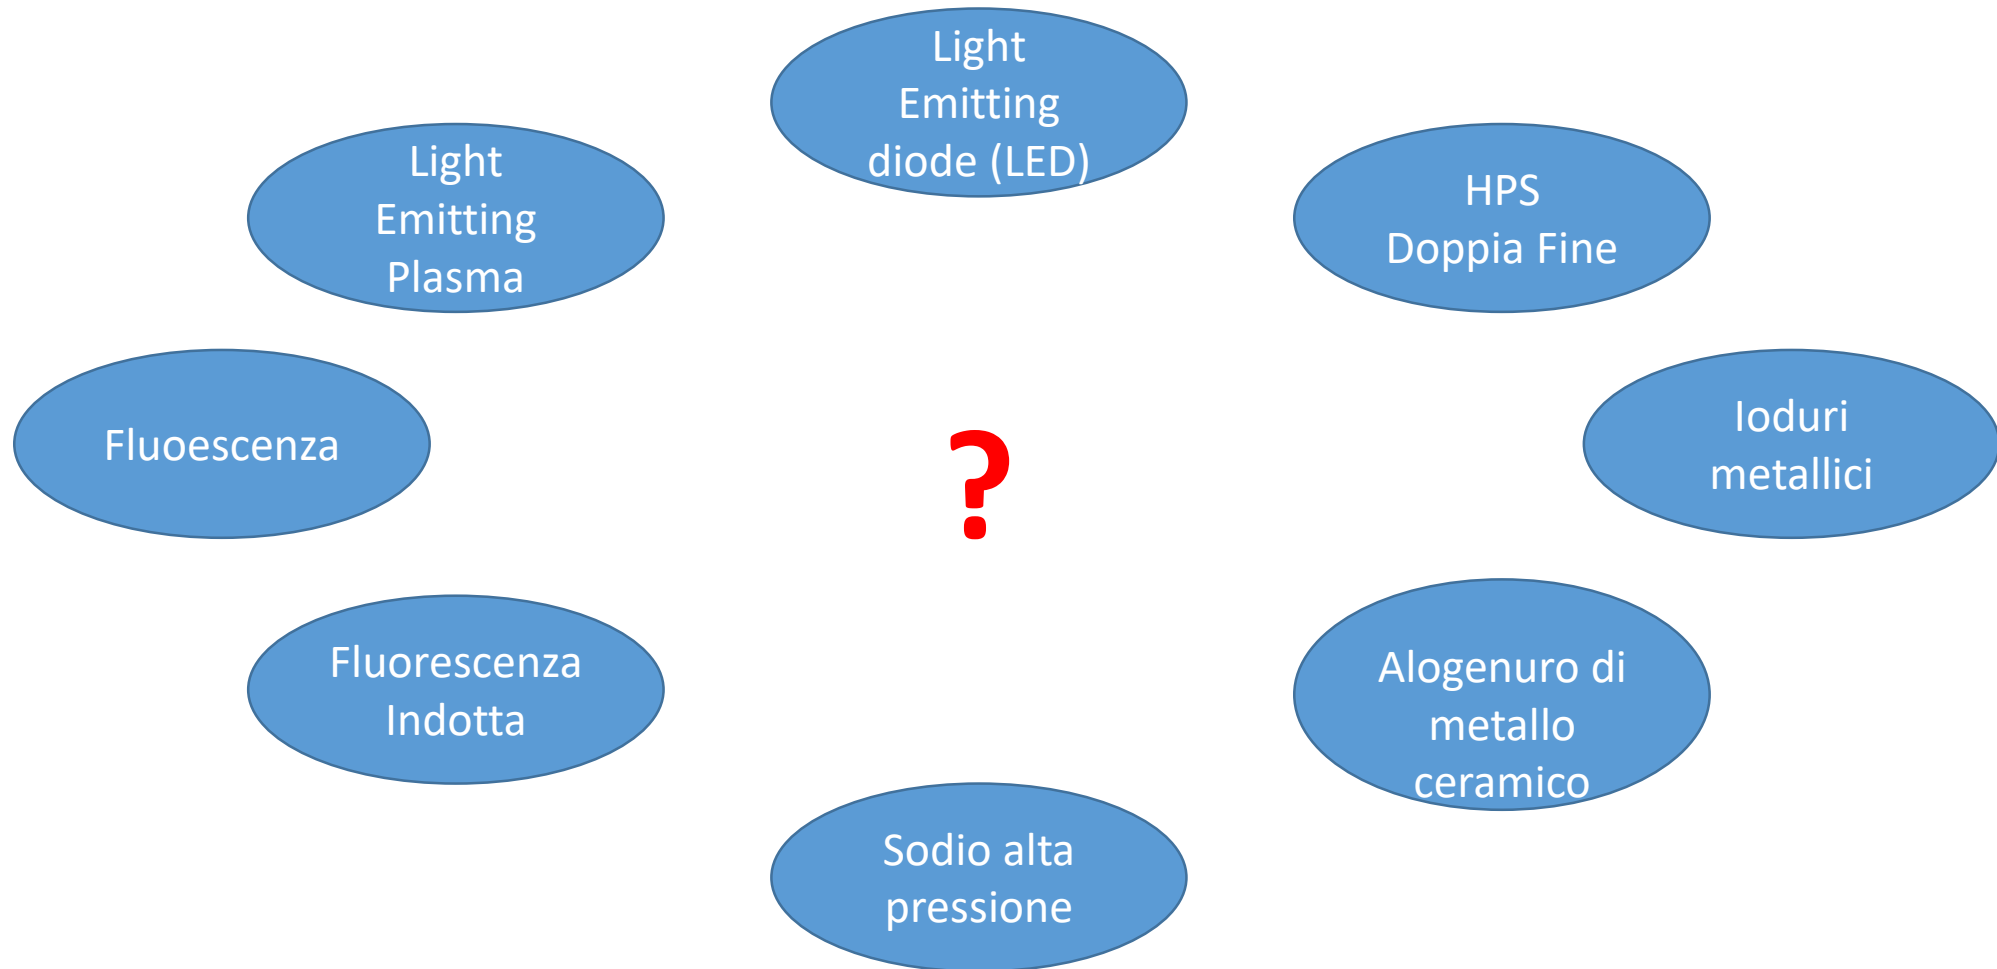 Light
Emitting
diode (LED)
Light
Emitting
Plasma
HPS
Doppia Fine
Fluoescenza
?
Ioduri
metallici
Fluorescenza
Indotta
Alogenuro di
metallo
ceramico
Sodio alta
pressione